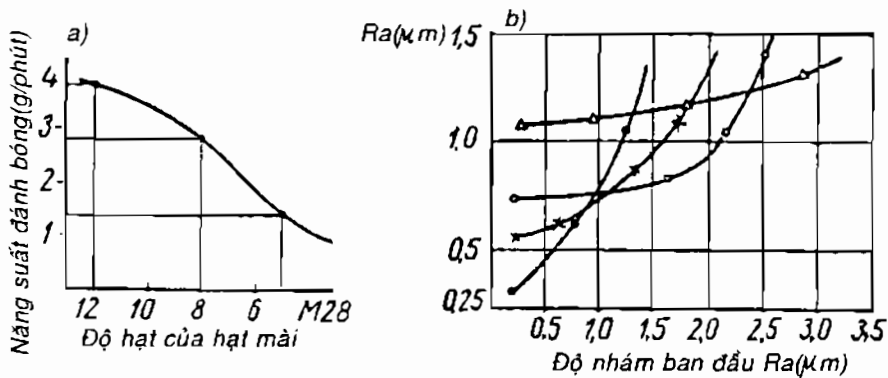 a)
Năng suất đánh bóng(g/phút)
4
3
2
1
12 10 8 6 M28
Độ hạt của hạt mài
b)
Ra(μm)
1,5
1.0
0,5
0,25
0,5 1,0 1,5 2,0 2,5 3,0 3,5
Độ nhám ban đầu Ra(μm)